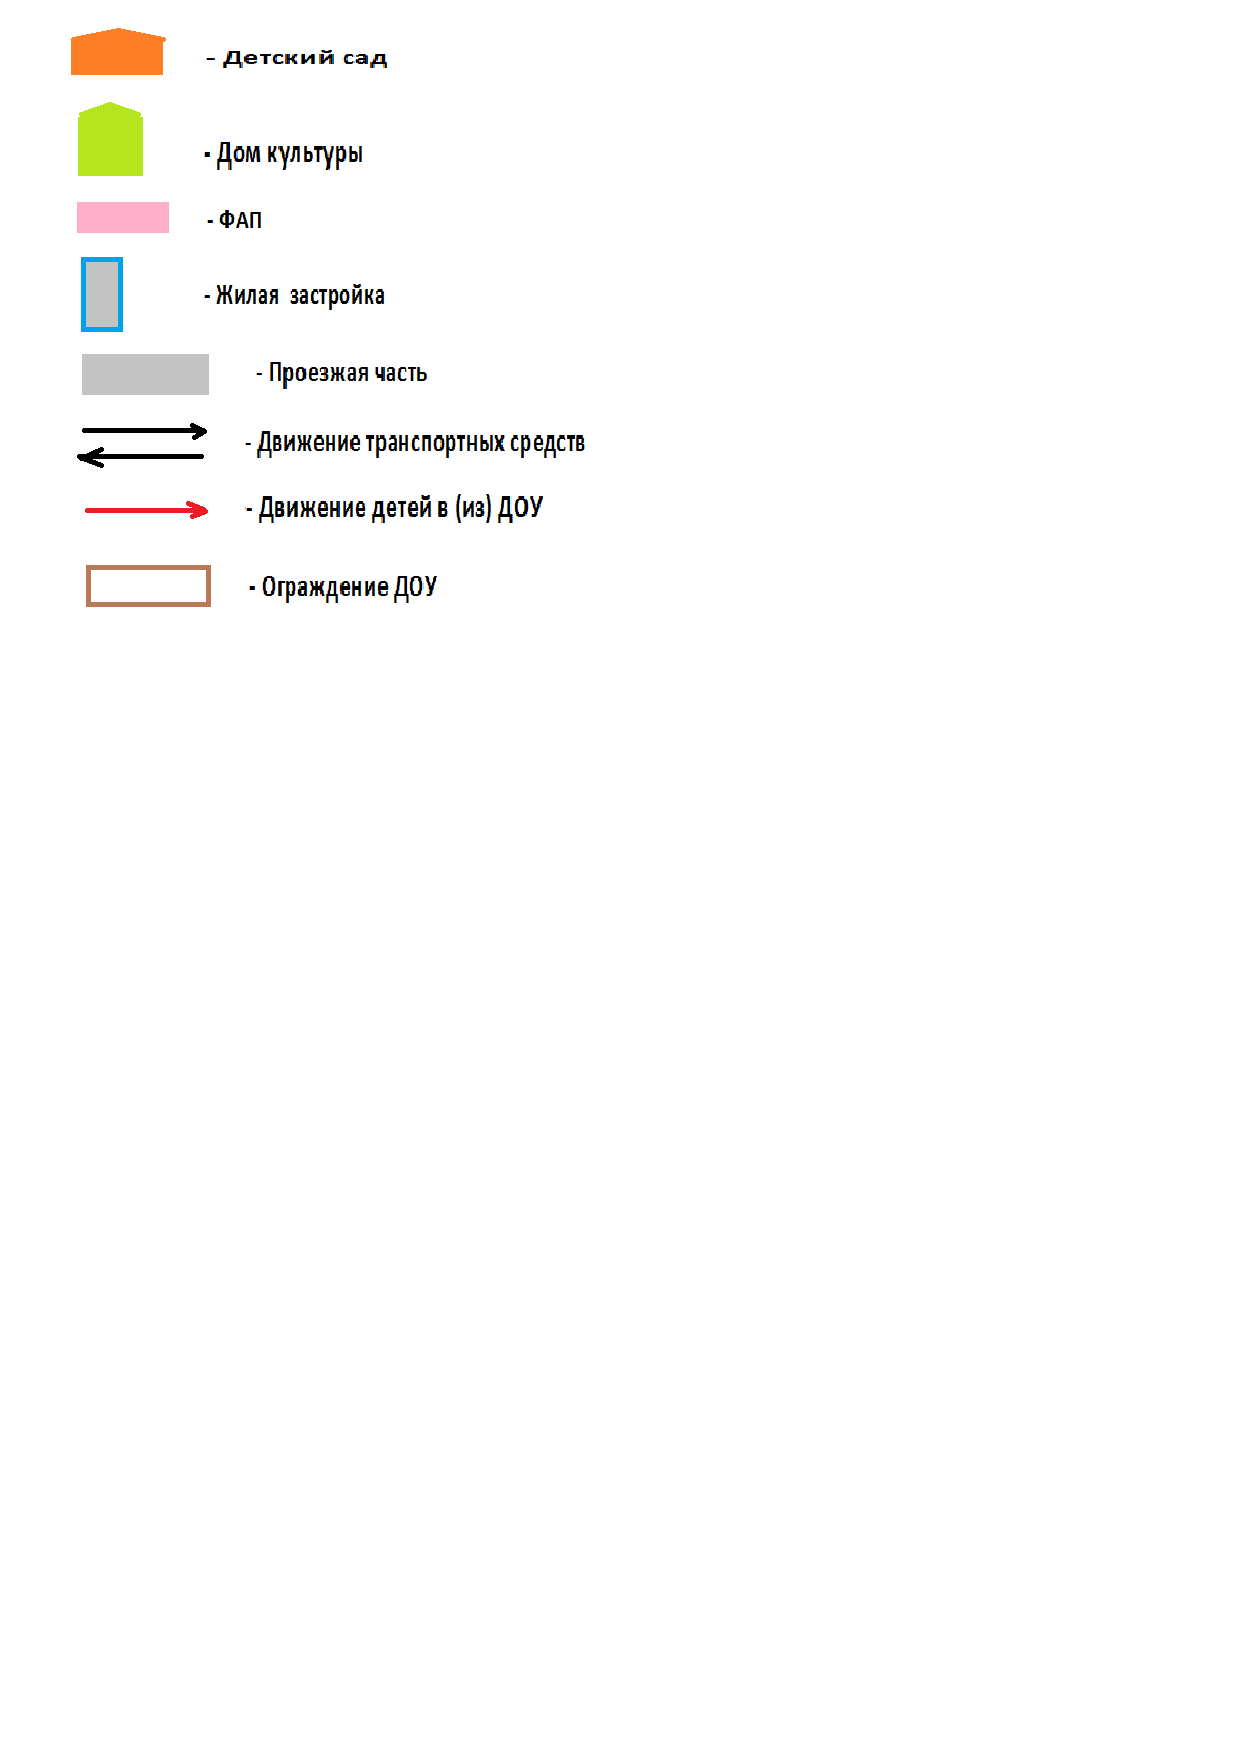 - Детский сад
- Дом культуры
- ФАП
- Жилая застройка
- Проезжая часть
- Движение транспортных средств
- Движение детей в (из) ДОУ
- Ограждение ДОУ